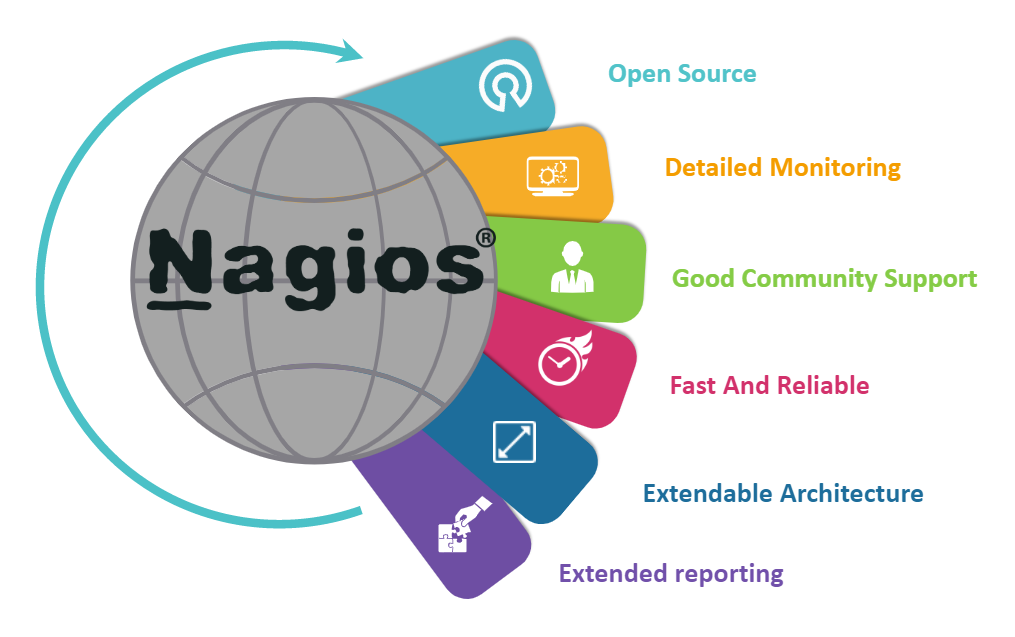 Nagios®
Open Source
Detailed Monitoring
Good Community Support
Fast And Reliable
Extendable Architecture
Extended reporting